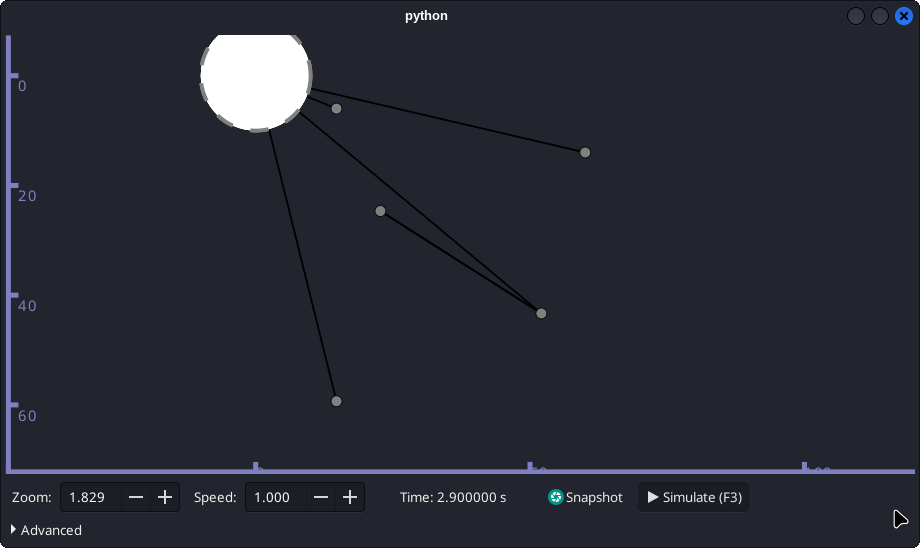 python
0
20
40
60
Zoom: 1.829 Speed: 1.000 Time: 2.900000 s Snapshot Simulate (F3)
Advanced